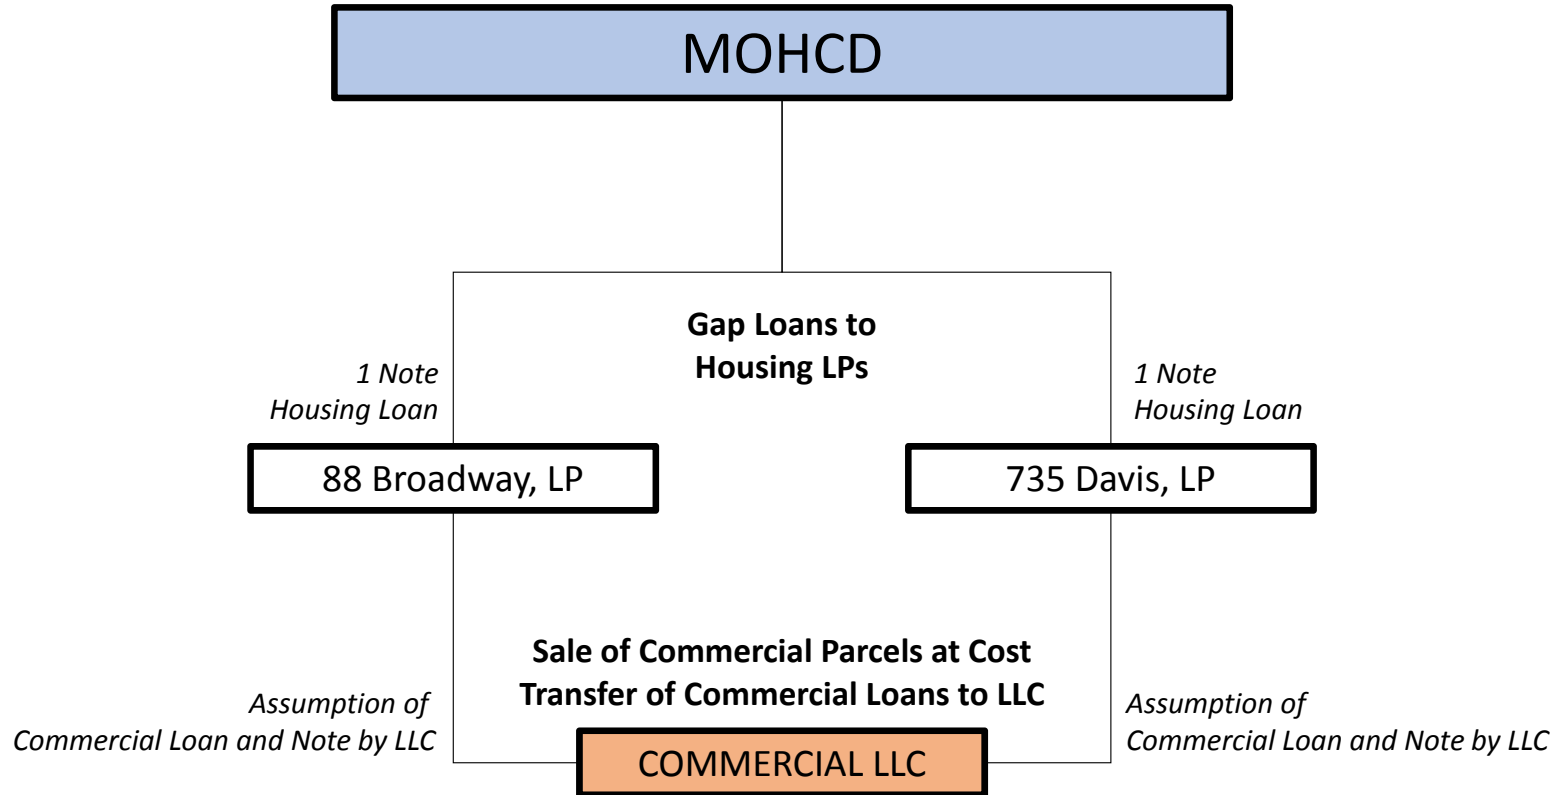 MOHCD
Gap Loans to
Housing LPs
1 Note
Housing Loan
1 Note
Housing Loan
88 Broadway, LP
735 Davis, LP
Sale of Commercial Parcels at Cost
Transfer of Commercial Loans to LLC
Assumption of
Commercial Loan and Note by LLC
Assumption of
Commercial Loan and Note by LLC
COMMERCIAL LLC